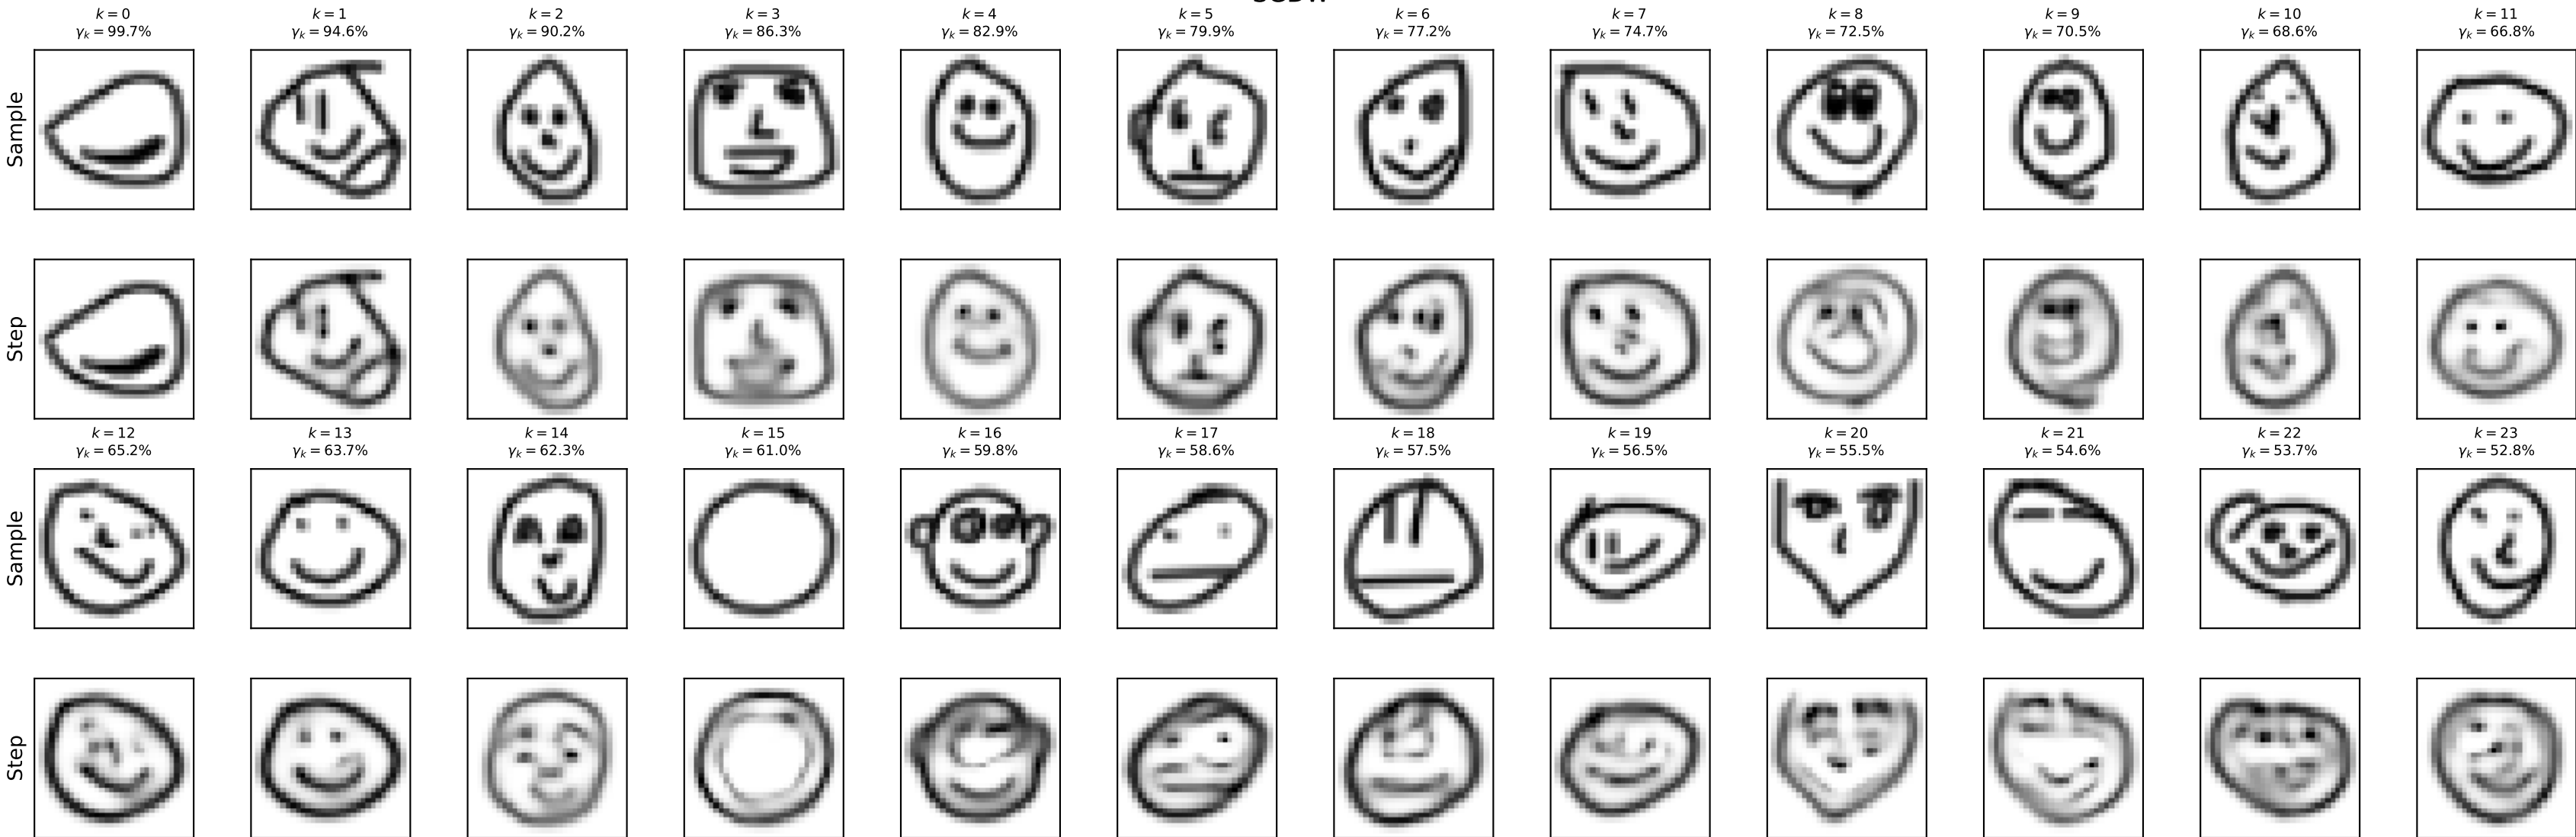 k = 0 k = 1 k = 2 k = 3 k = 4 k = 5 k = 6 k = 7 k = 8 k = 9 k = 10 k = 11
γk = 99.7% γk = 94.6% γk = 90.2% γk = 86.3% γk = 82.9% γk = 79.9% γk = 77.2% γk = 74.7% γk = 72.5% γk = 70.5% γk = 68.6% γk = 66.8%
Sample
Step
k = 12 k = 13 k = 14 k = 15 k = 16 k = 17 k = 18 k = 19 k = 20 k = 21 k = 22 k = 23
γk = 65.2% γk = 63.7% γk = 62.3% γk = 61.0% γk = 59.8% γk = 58.6% γk = 57.5% γk = 56.5% γk = 55.5% γk = 54.6% γk = 53.7% γk = 52.8%
Sample
Step